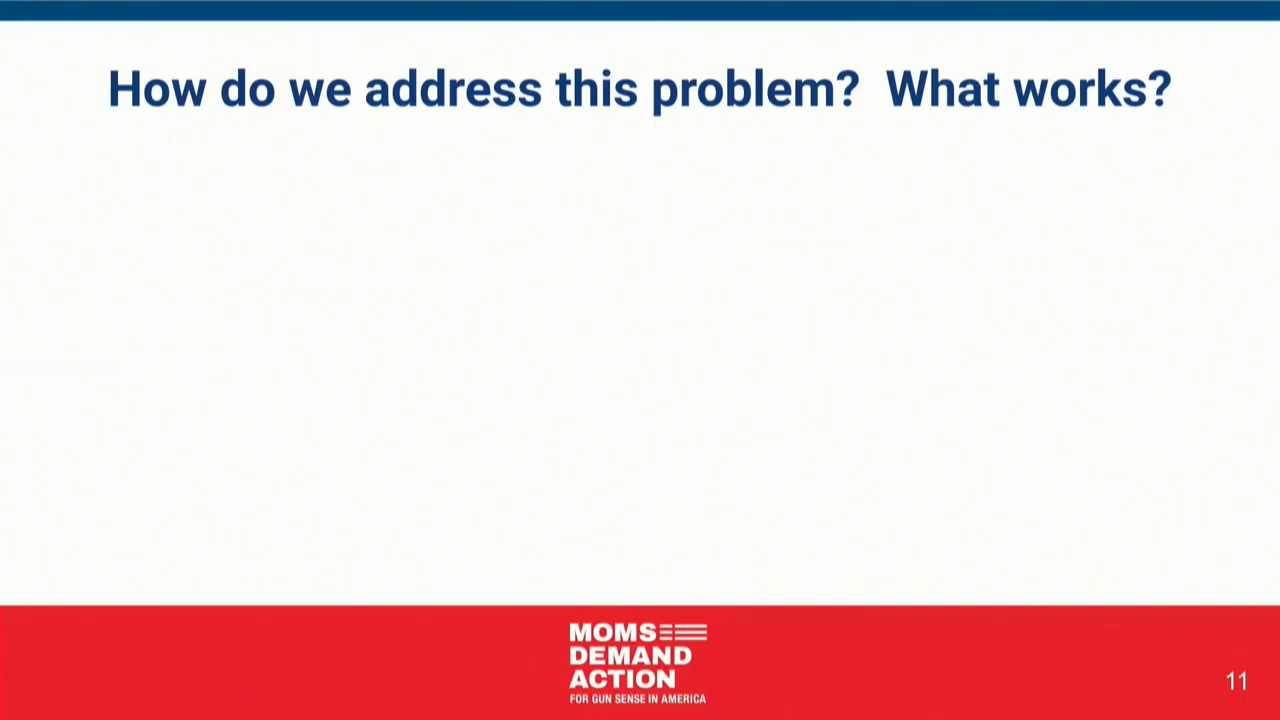 How do we address this problem?  What works?
MOMS
DEMAND
ACTION
FOR GUN SENSE IN AMERICA
11